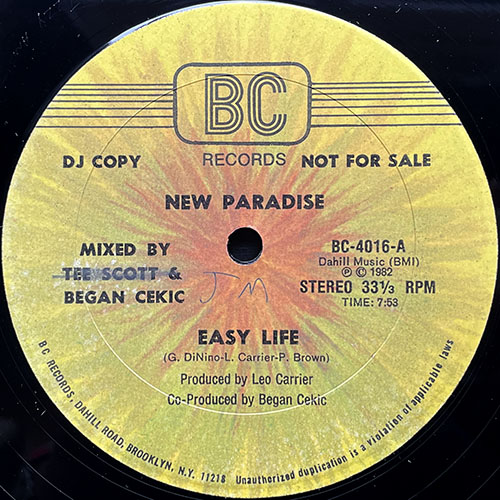 BC
DJ COPY
RECORDS
NOT FOR SALE
NEW PARADISE
MIXED BY
TEE SCOTT &
BEGAN CEKIC
JM
BC-4016-A
Dahill Music (BMI)
Ⓟ © 1982
STEREO 33⅓ RPM
TIME: 7:53
EASY LIFE
(G. DiNino-L. Carrier-P. Brown)
Produced by Leo Carrier
Co-Produced by Began Cekic
BC RECORDS, DAHILL ROAD, BROOKLYN, N.Y. 11218
Unauthorized duplication is a violation of applicable laws